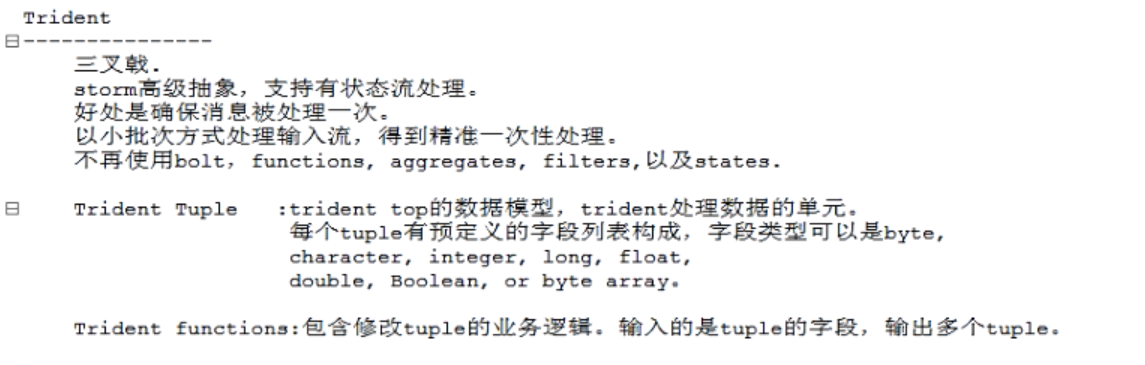 Trident
---------------
三叉戟.
storm高级抽象，支持有状态流处理。
好处是确保消息被处理一次。
以小批次方式处理输入流，得到精准一次性处理。
不再使用bolt，functions, aggregates, filters,以及states.
Trident Tuple :trident top的数据模型，trident处理数据的单元。
每个tuple有预定义的字段列表构成，字段类型可以是byte,
character, integer, long, float,
double, Boolean, or byte array。
Trident functions:包含修改tuple的业务逻辑。输入的是tuple的字段，输出多个tuple。